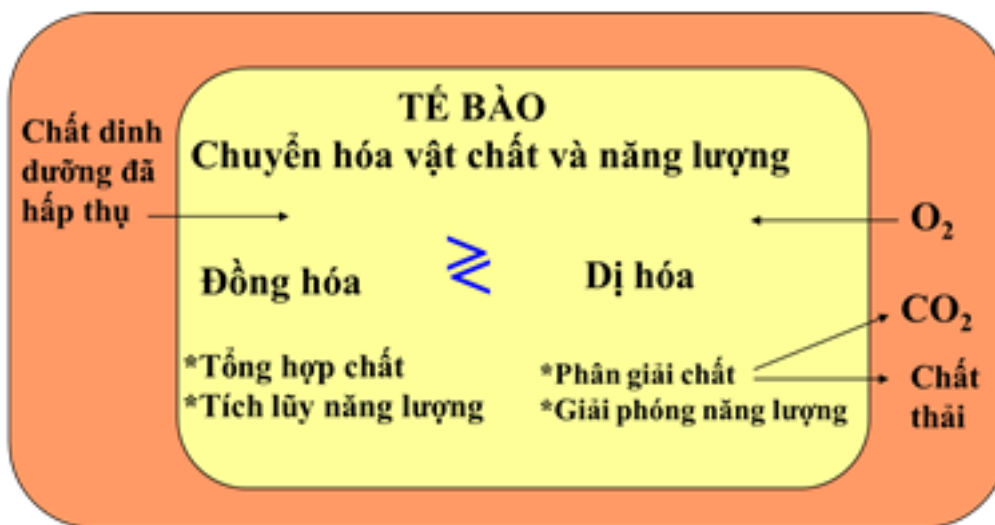 TẾ BÀO
Chuyển hóa vật chất và năng lượng
Chất dinh
dưỡng đã
hấp thụ
O₂
Đồng hóa
≷
Dị hóa
CO₂
*Tổng hợp chất
*Tích lũy năng lượng
*Phân giải chất
*Giải phóng năng lượng
Chất
thải